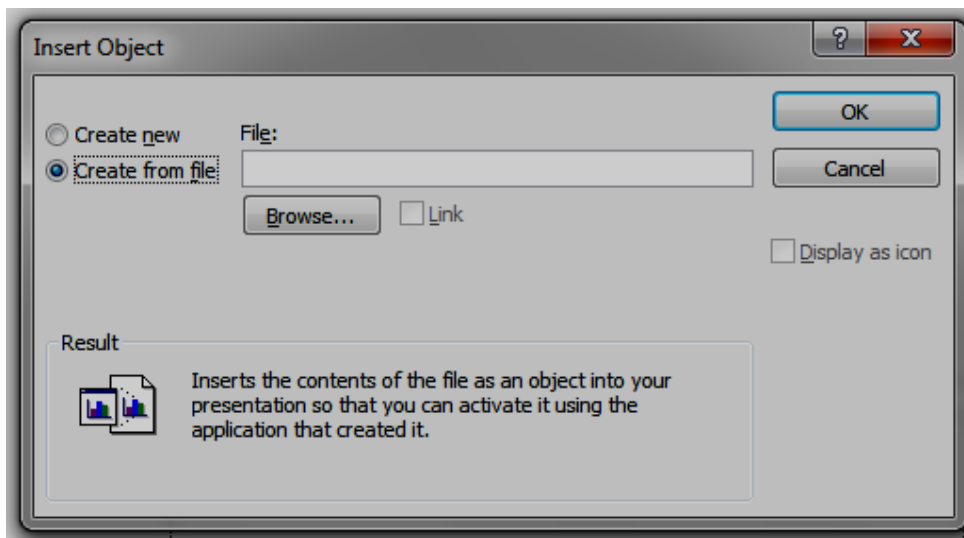 Insert Object
?
X
OK
Create new
File:
Create from file
Cancel
Browse...
Link
Display as icon
Result
Inserts the contents of the file as an object into your
presentation so that you can activate it using the
application that created it.